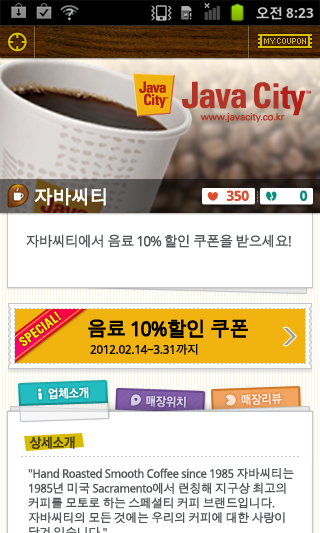 오전 8:23
MY COUPON
Java City™
Java City™
www.javacity.co.kr
자바씨티
350
0
자바씨티에서 음료 10% 할인 쿠폰을 받으세요!
SPECIAL!
음료 10%할인 쿠폰
2012.02.14~3.31까지
업체소개
매장위치
매장리뷰
상세소개
"Hand Roasted Smooth Coffee since 1985 자바씨티는
1985년 미국 Sacramento에서 런칭해 지구상 최고의
커피를 모토로 하는 스페셜티 커피 브랜드입니다.
자바씨티의 모든 것에는 우리의 커피에 대한 사랑이